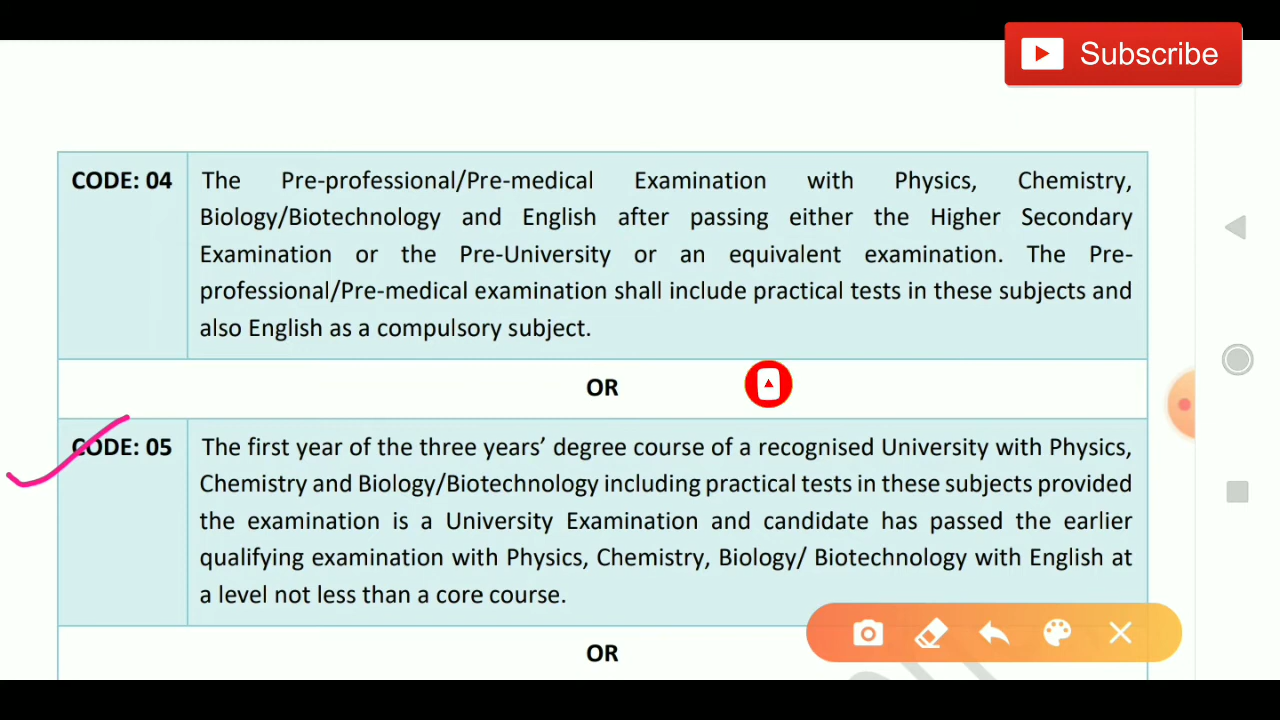 Subscribe
CODE: 04
The Pre-professional/Pre-medical Examination with Physics, Chemistry,
Biology/Biotechnology and English after passing either the Higher Secondary
Examination or the Pre-University or an equivalent examination. The Pre-
professional/Pre-medical examination shall include practical tests in these subjects and
also English as a compulsory subject.
OR
CODE: 05
The first year of the three years’ degree course of a recognised University with Physics,
Chemistry and Biology/Biotechnology including practical tests in these subjects provided
the examination is a University Examination and candidate has passed the earlier
qualifying examination with Physics, Chemistry, Biology/ Biotechnology with English at
a level not less than a core course.
OR